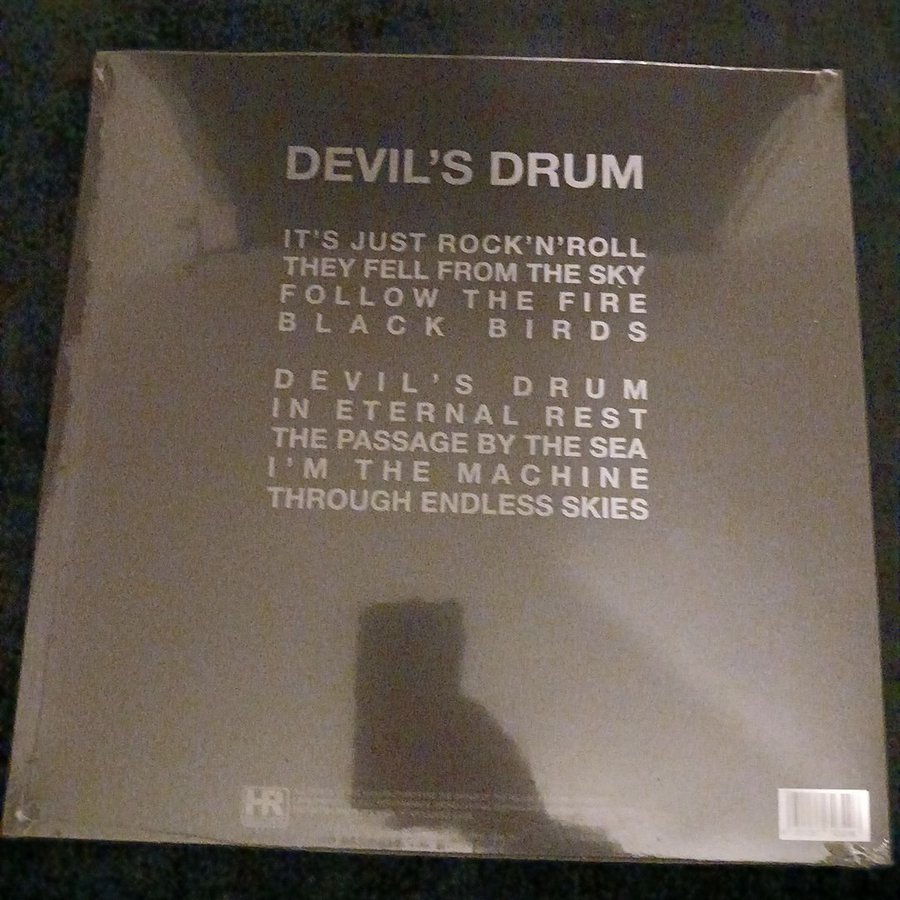 DEVIL'S DRUM
IT'S JUST ROCK'N'ROLL
THEY FELL FROM THE SKY
FOLLOW THE FIRE
BLACK BIRDS
DEVIL'S DRUM
IN ETERNAL REST
THE PASSAGE BY THE SEA
I'M THE MACHINE
THROUGH ENDLESS SKIES
HR